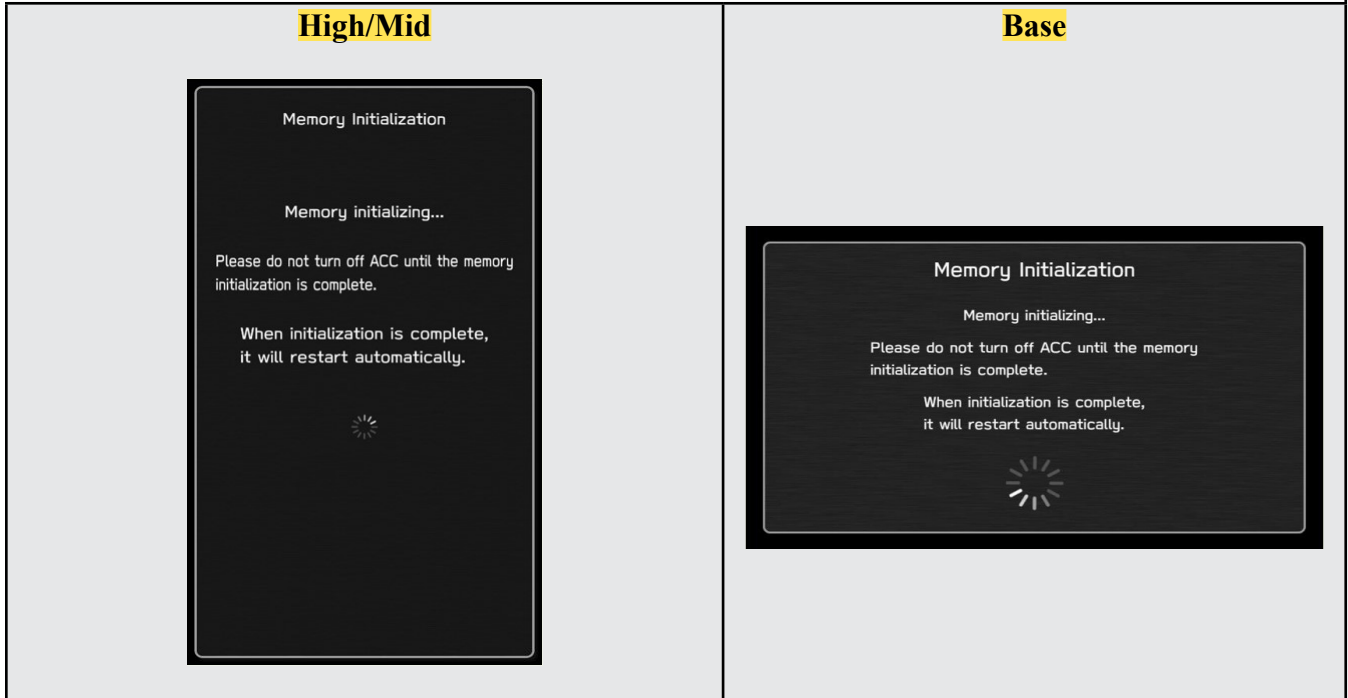 High/Mid
Memory Initialization
Memory initializing...
Please do not turn off ACC until the memory
initialization is complete.
When initialization is complete,
it will restart automatically.
Base
Memory Initialization
Memory initializing...
Please do not turn off ACC until the memory
initialization is complete.
When initialization is complete,
it will restart automatically.